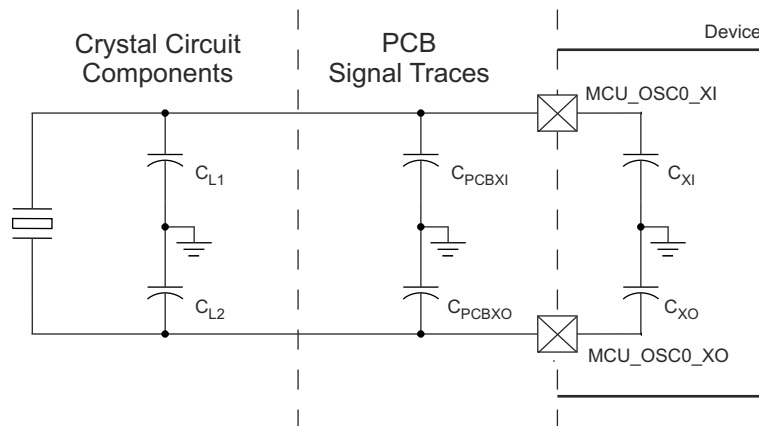 Crystal Circuit
Components
PCB
Signal Traces
Device
MCU_OSC0_XI
CL1
CPCBXI
CXI
CL2
CPCBXO
CXO
MCU_OSC0_XO